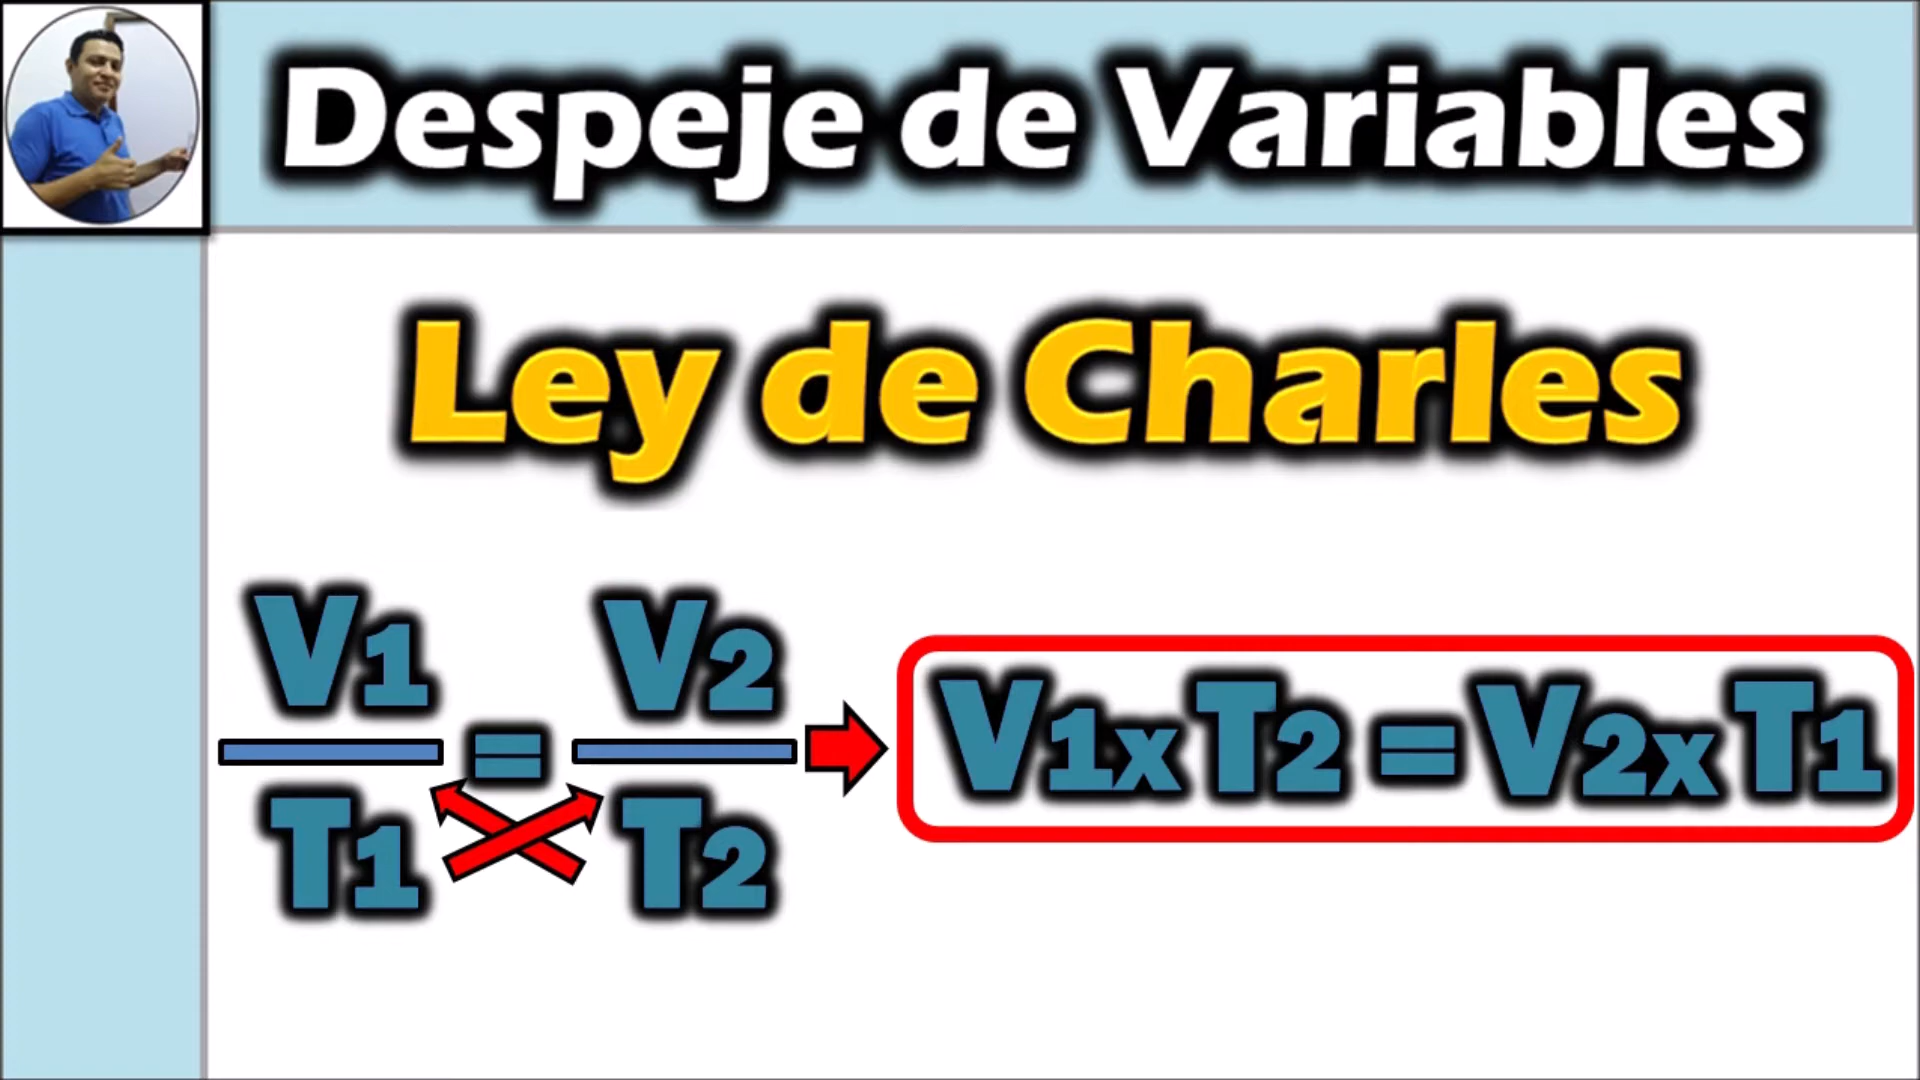 Despeje de Variables
Ley de Charles
V1 = V2
T1 T2
V1xT2 = V2xT1